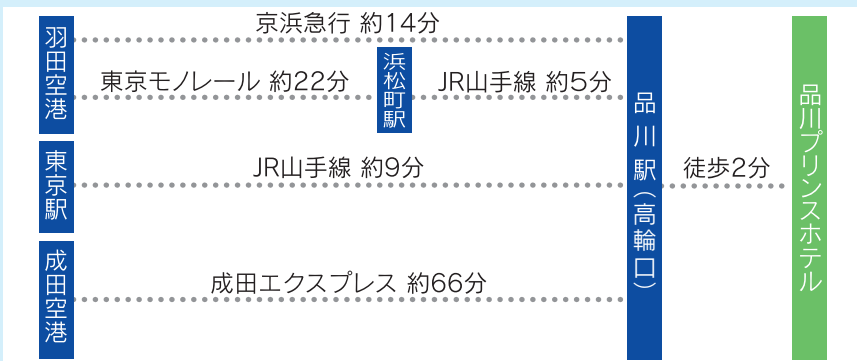 羽田空港
京浜急行 約14分
東京モノレール 約22分
浜松町駅
JR山手線 約5分
東京駅
JR山手線 約9分
成田空港
成田エクスプレス 約66分
品川駅（高輪口）
徒歩2分
品川プリンスホテル